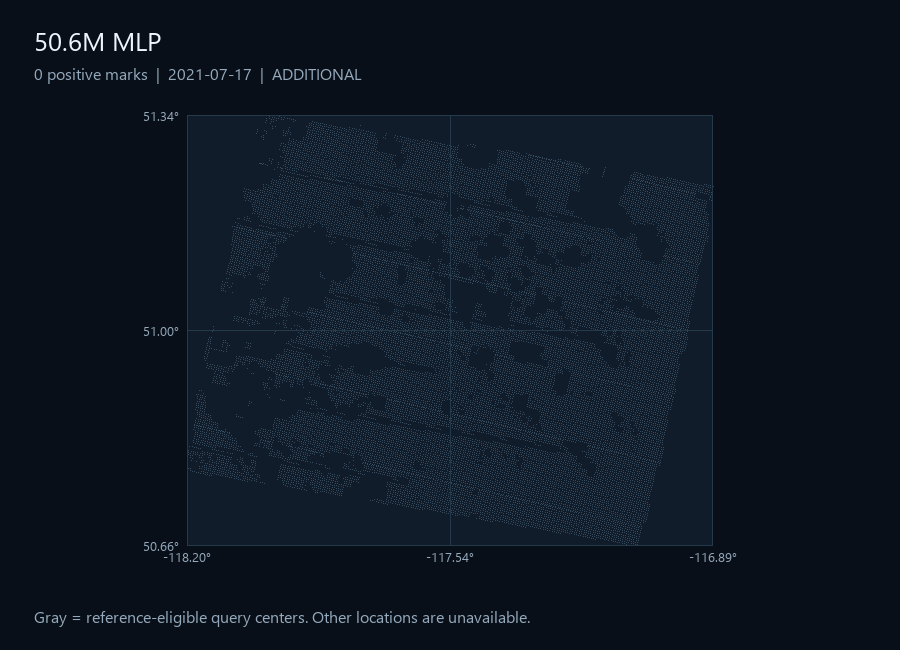 50.6M MLP
0 positive marks | 2021-07-17 | ADDITIONAL
51.34°
51.00°
50.66°
-118.20° -117.54° -116.89°
Gray = reference-eligible query centers. Other locations are unavailable.